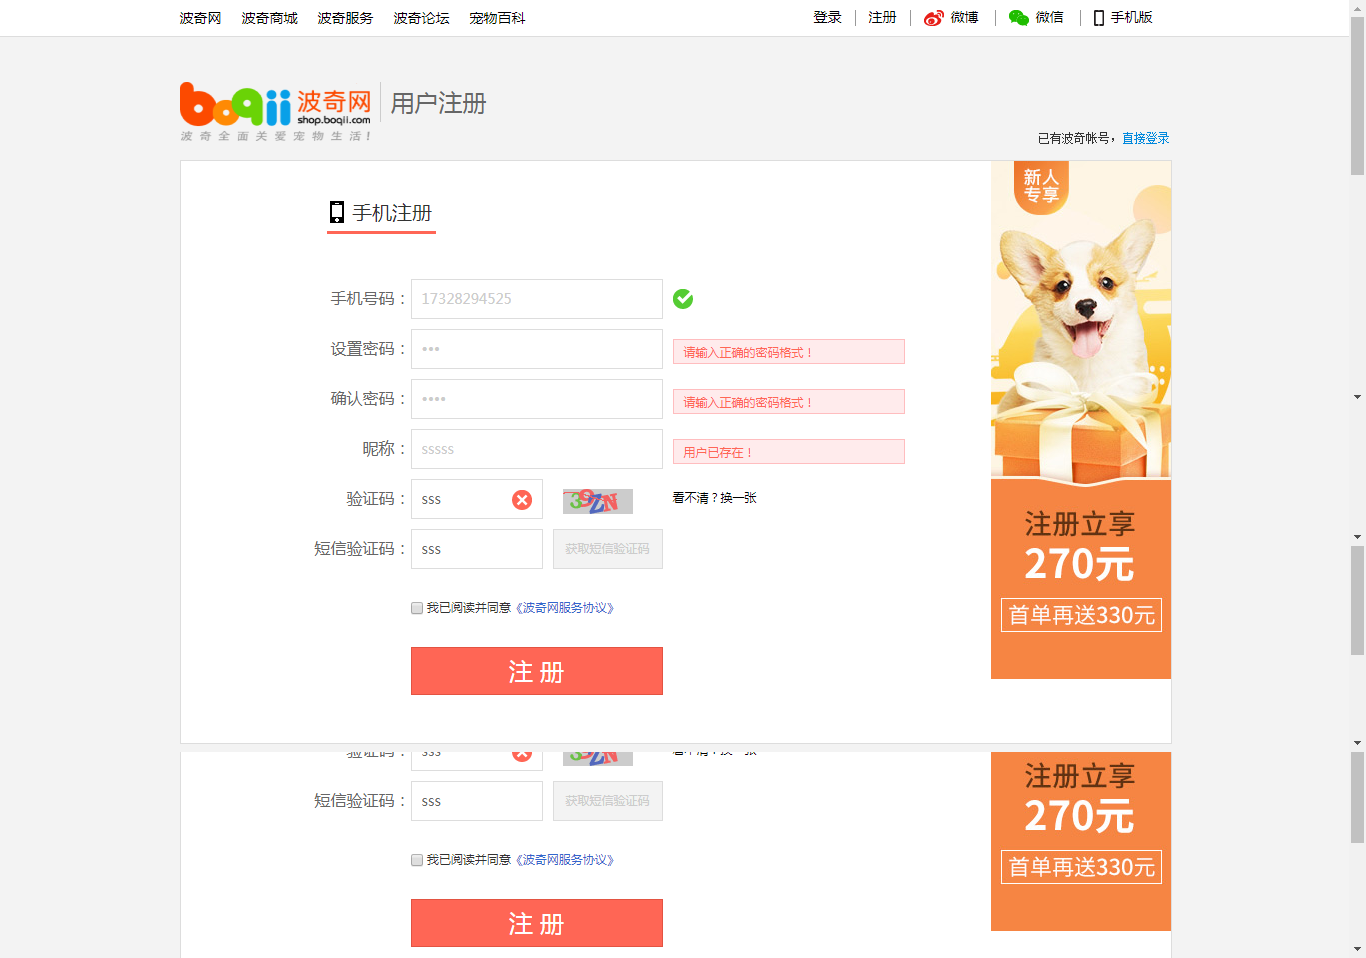 波奇网 波奇商城 波奇服务 波奇论坛 宠物百科 登录 注册 微博 微信 手机版
boqii 波奇网 shop.boqii.com 用户注册
波奇全面关爱宠物生活!
已有波奇帐号，直接登录
新人
专享
手机注册
手机号码： 17328294525
设置密码： ••• 请输入正确的密码格式！
确认密码： •••• 请输入正确的密码格式！
昵称： sssss 用户已存在！
验证码： sss 39ZN 看不清？换一张
短信验证码： sss 获取短信验证码
我已阅读并同意《波奇网服务协议》
注 册
注册立享
270元
首单再送330元
验证码： sss 39ZN 看不清？换一张
短信验证码： sss 获取短信验证码
我已阅读并同意《波奇网服务协议》
注 册
注册立享
270元
首单再送330元